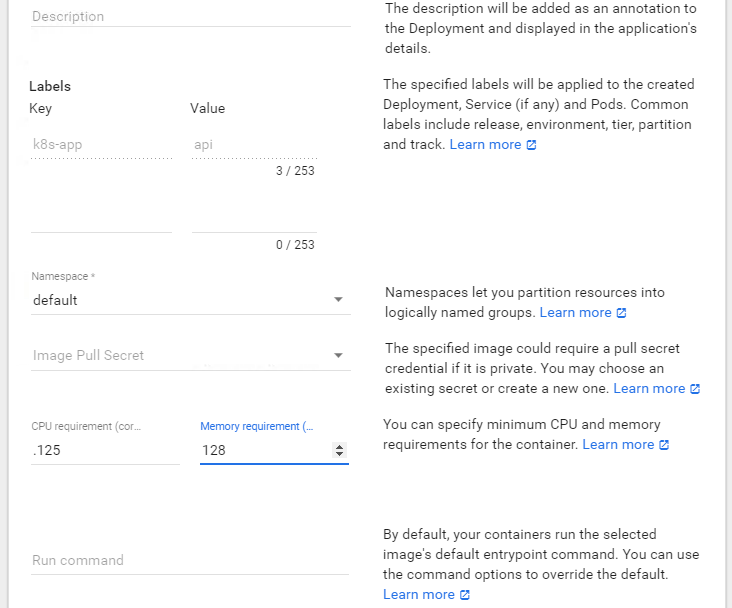 Description
The description will be added as an annotation to
the Deployment and displayed in the application's
details.
Labels
Key Value
k8s-app api
3 / 253
0 / 253
The specified labels will be applied to the created
Deployment, Service (if any) and Pods. Common
labels include release, environment, tier, partition
and track. Learn more
Namespace *
default
Namespaces let you partition resources into
logically named groups. Learn more
Image Pull Secret
The specified image could require a pull secret
credential if it is private. You may choose an
existing secret or create a new one. Learn more
CPU requirement (cor... Memory requirement (...
.125 128
You can specify minimum CPU and memory
requirements for the container. Learn more
Run command
By default, your containers run the selected
image's default entrypoint command. You can use
the command options to override the default.
Learn more